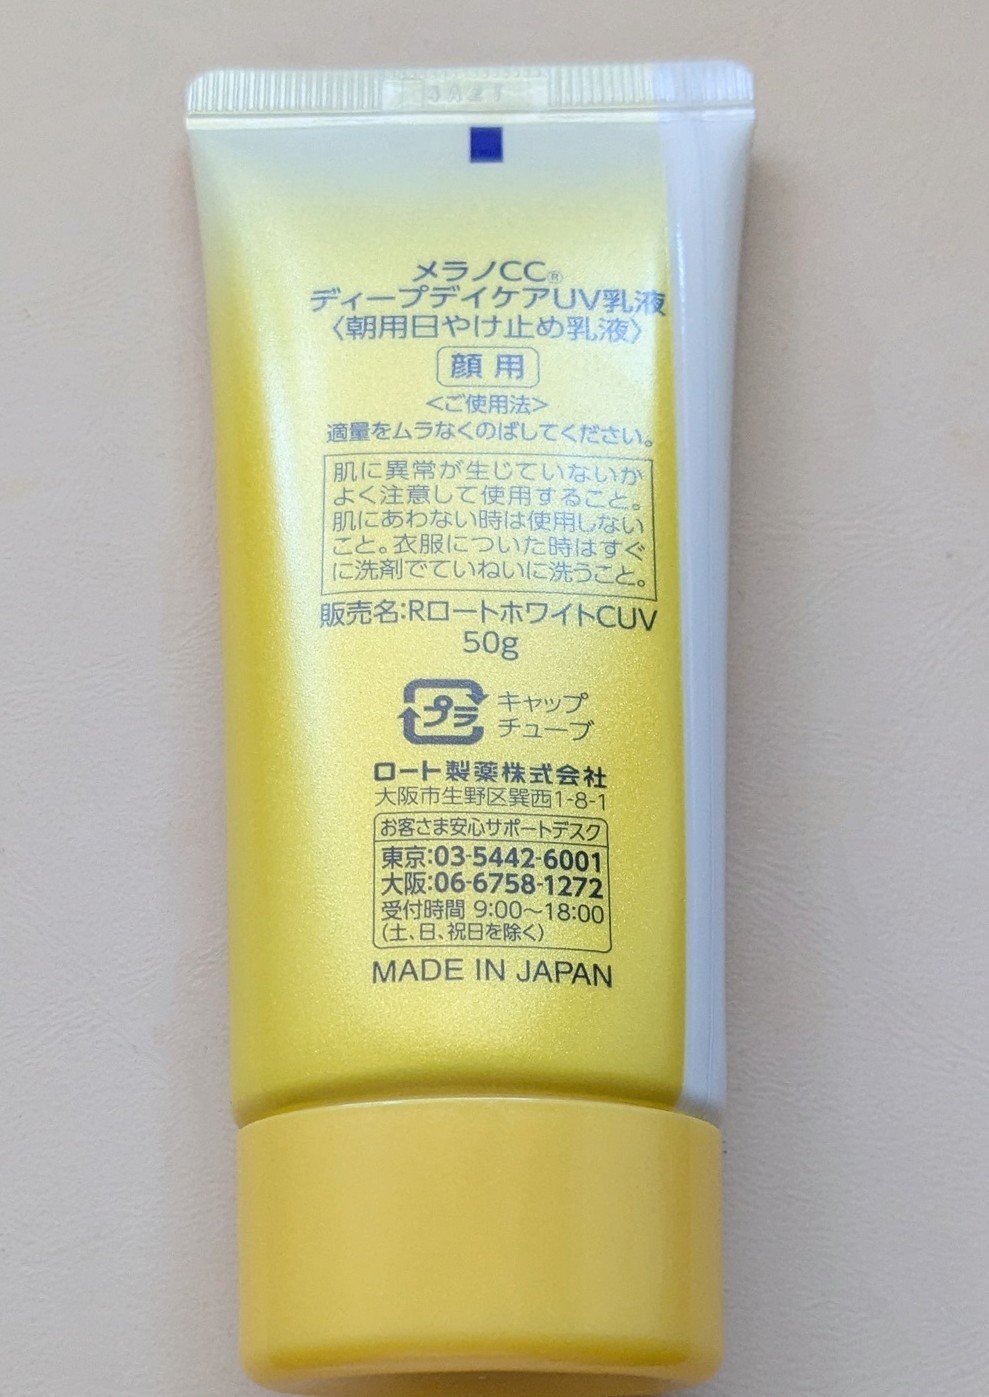 メラノCC®
ディープデイケアUV乳液
〈朝用日やけ止め乳液〉
顔用
<ご使用法>
適量をムラなくのばしてください。
肌に異常が生じていないか
よく注意して使用すること。
肌にあわない時は使用しない
こと。衣服についた時はすぐ
に洗剤でていねいに洗うこと。
販売名:RロートホワイトCUV
50g
プラ
キャップ
チューブ
ロート製薬株式会社
大阪市生野区巽西1-8-1
お客さま安心サポートデスク
東京:03-5442-6001
大阪:06-6758-1272
受付時間 9:00〜18:00
(土、日、祝日を除く)
MADE IN JAPAN